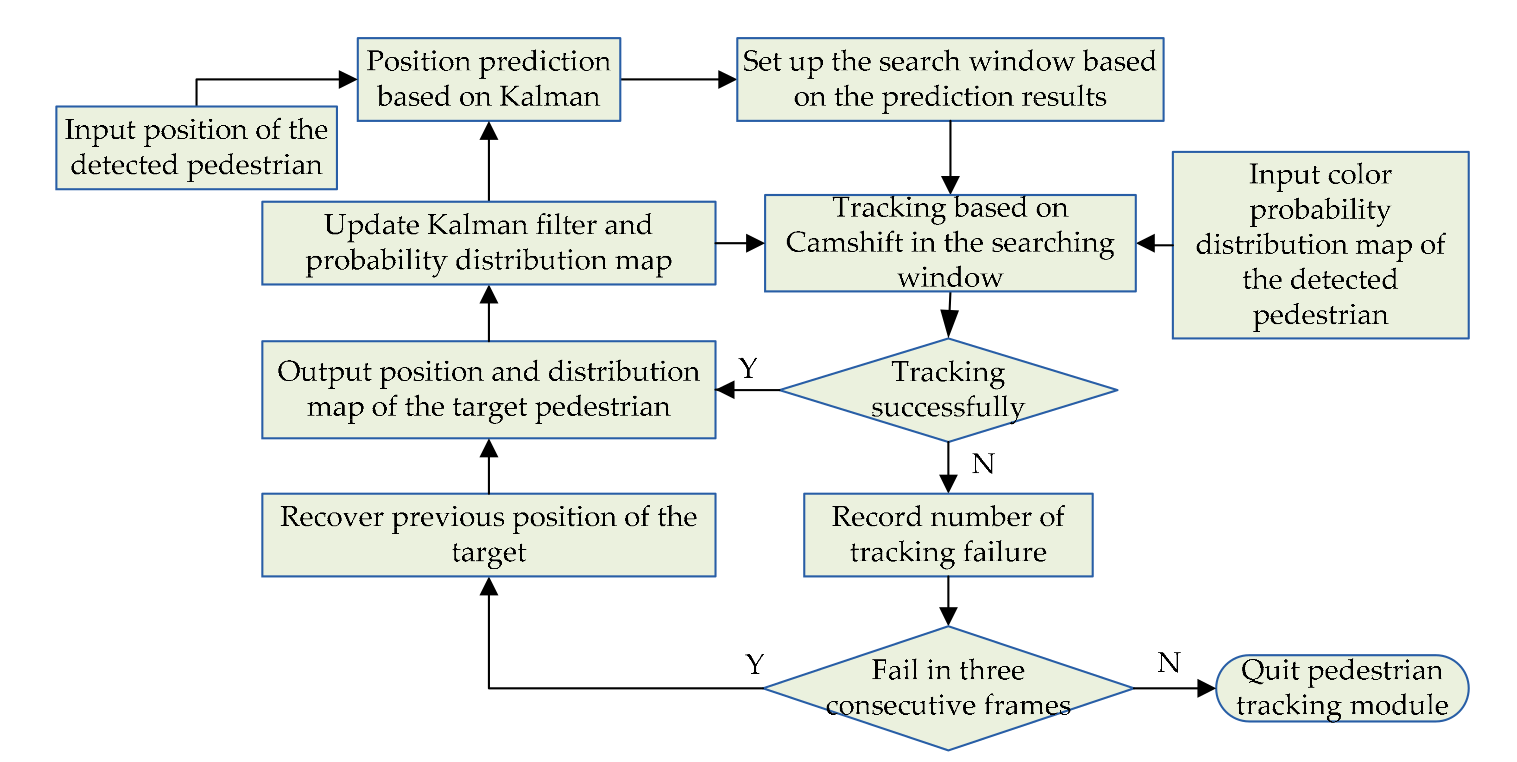 Position prediction
based on Kalman
Set up the search window based
on the prediction results
Input position of the
detected pedestrian
Input color
probability
distribution map of
the detected
pedestrian
Update Kalman filter and
probability distribution map
Tracking based on
Camshift in the searching
window
Output position and distribution
map of the target pedestrian
Y
Tracking
successfully
N
Recover previous position of the
target
Record number of
tracking failure
Y
Fail in three
consecutive frames
N
Quit pedestrian
tracking module